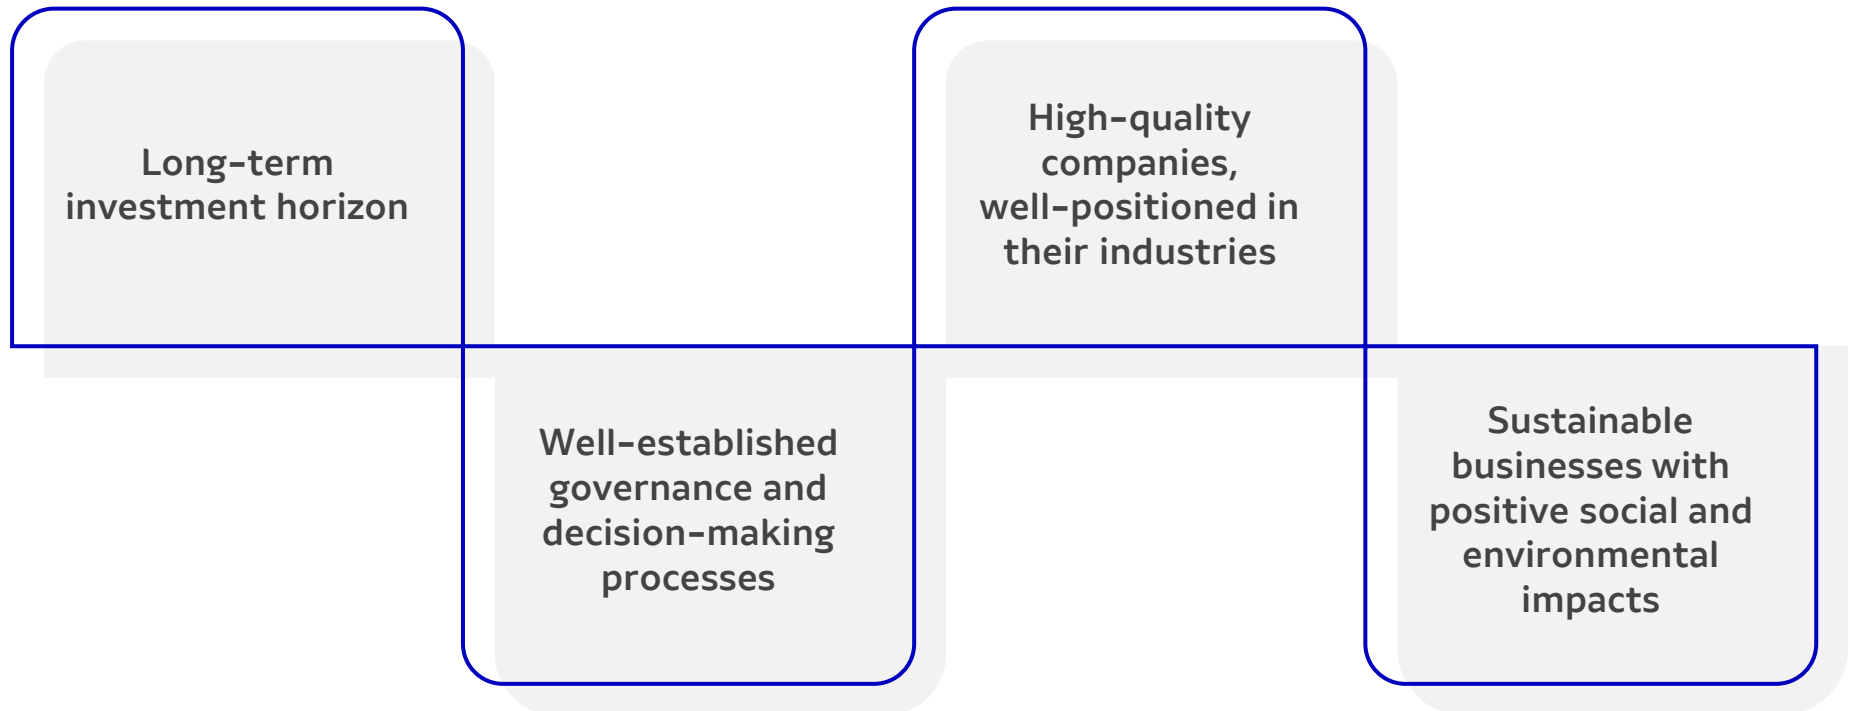 Long-term
investment horizon
Well-established
governance and
decision-making
processes
High-quality
companies,
well-positioned in
their industries
Sustainable
businesses with
positive social and
environmental
impacts